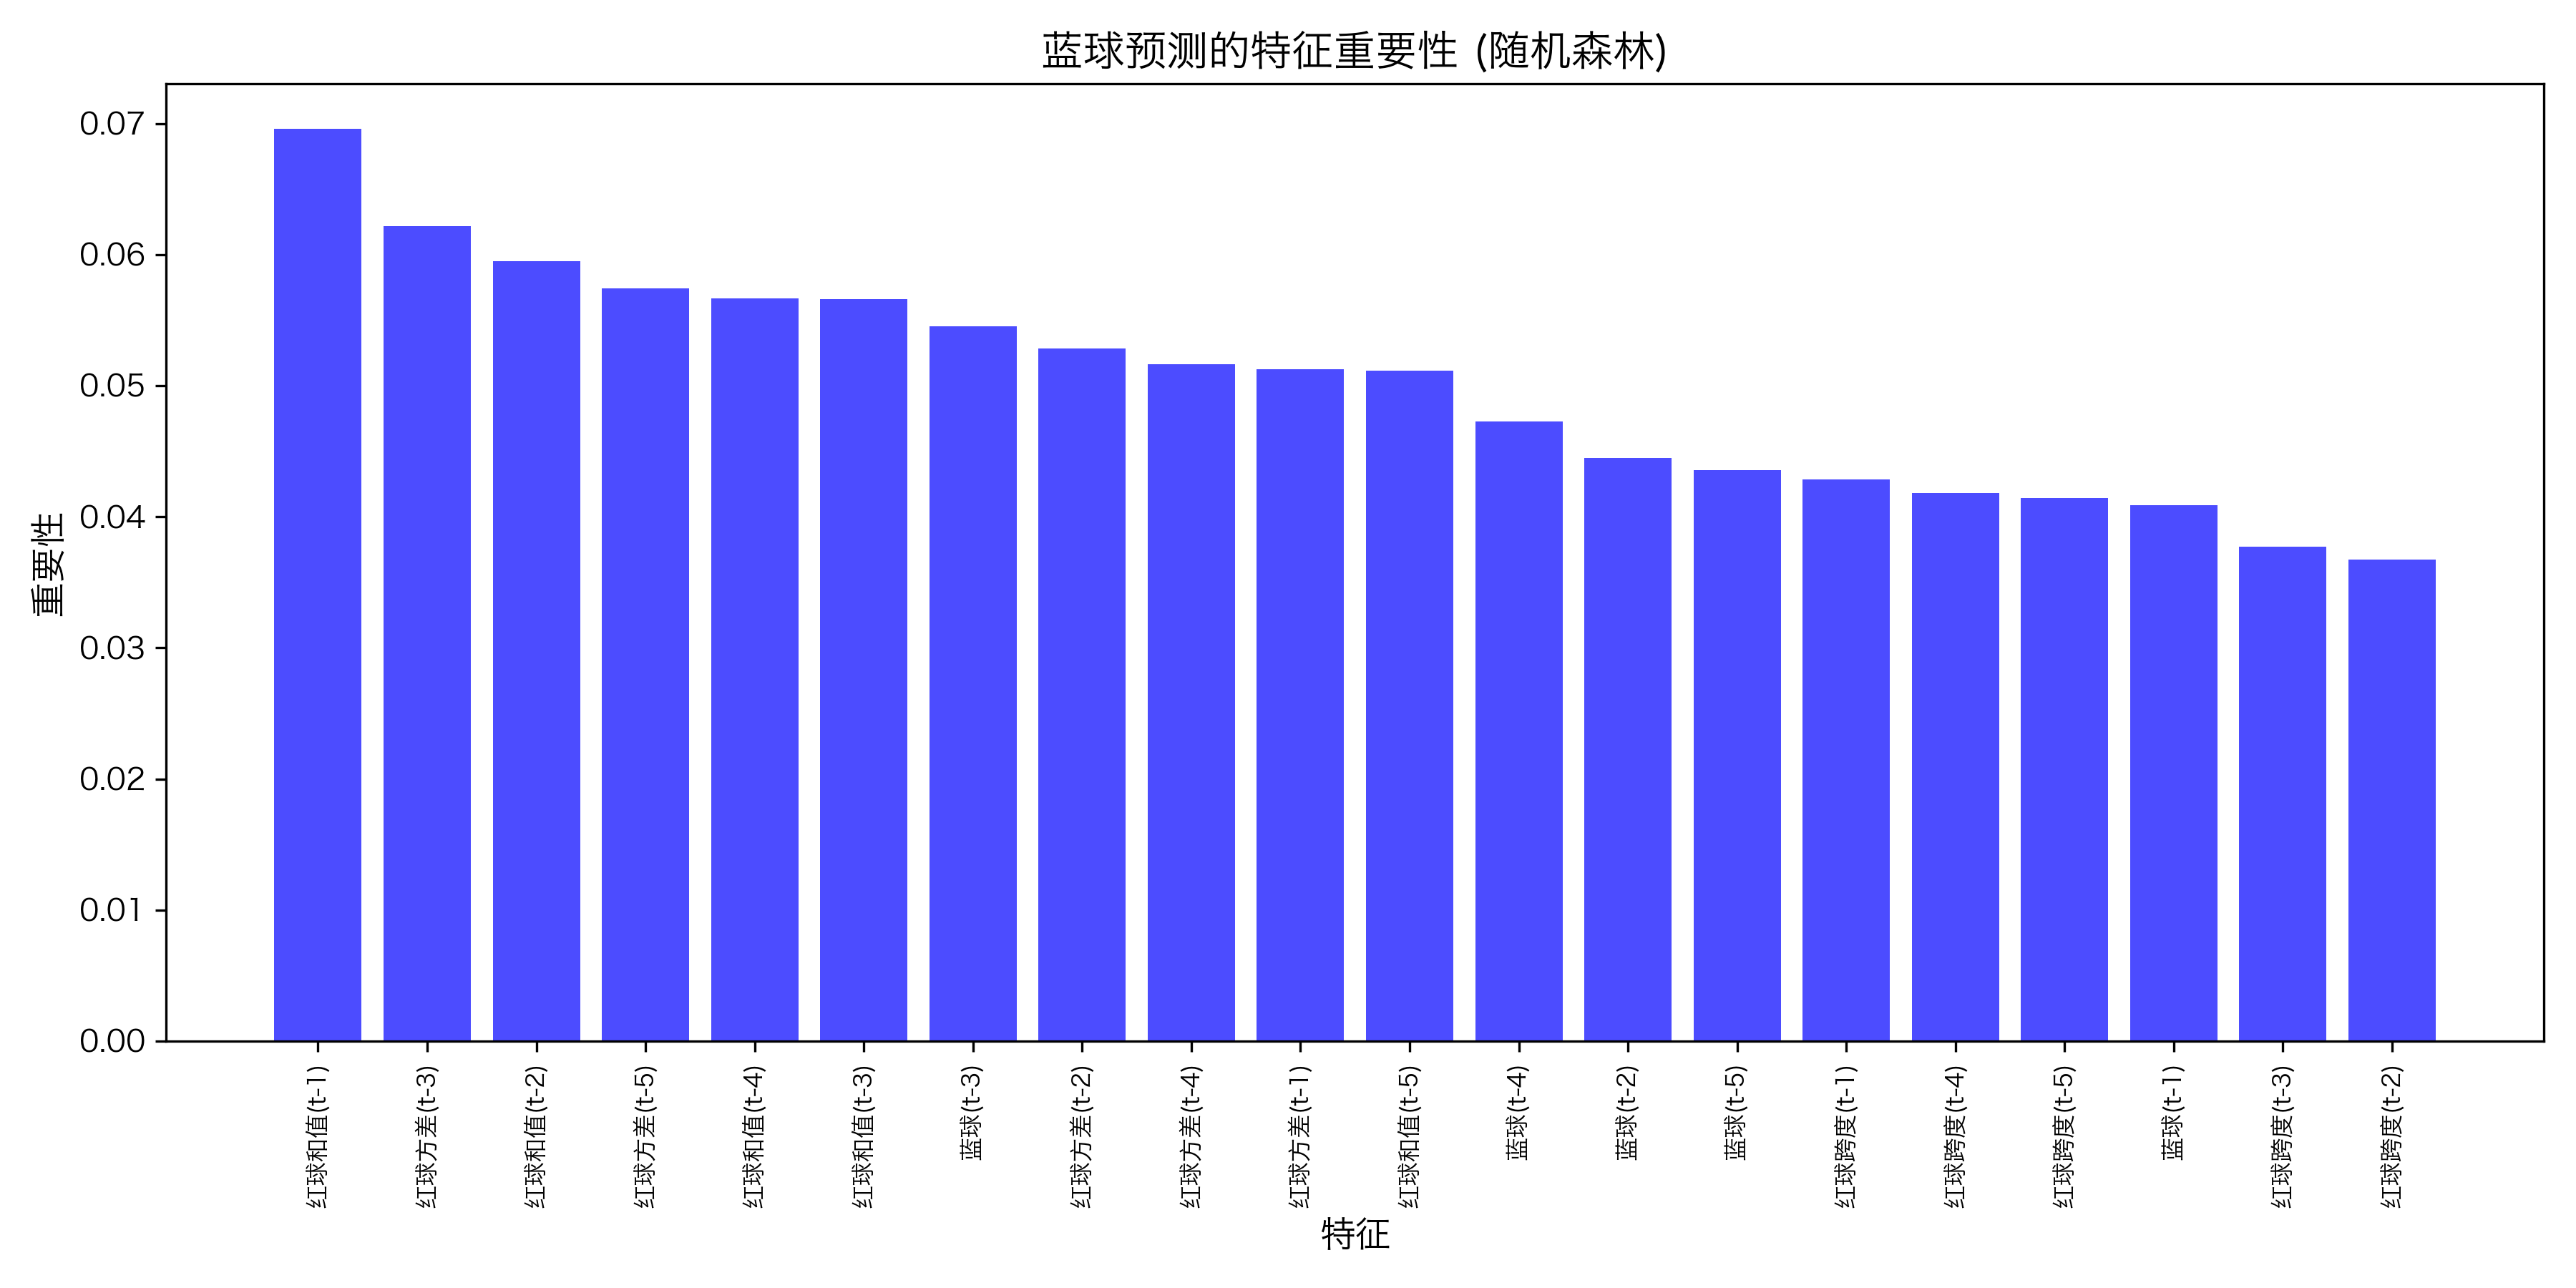 蓝球预测的特征重要性 (随机森林)
重要性
0.07
0.06
0.05
0.04
0.03
0.02
0.01
0.00
红球和值(t-1)
红球方差(t-3)
红球和值(t-2)
红球方差(t-5)
红球和值(t-4)
红球和值(t-3)
蓝球(t-3)
红球方差(t-2)
红球方差(t-4)
红球方差(t-1)
红球和值(t-5)
蓝球(t-4)
蓝球(t-2)
蓝球(t-5)
红球跨度(t-1)
红球跨度(t-4)
红球跨度(t-5)
蓝球(t-1)
红球跨度(t-3)
红球跨度(t-2)
特征